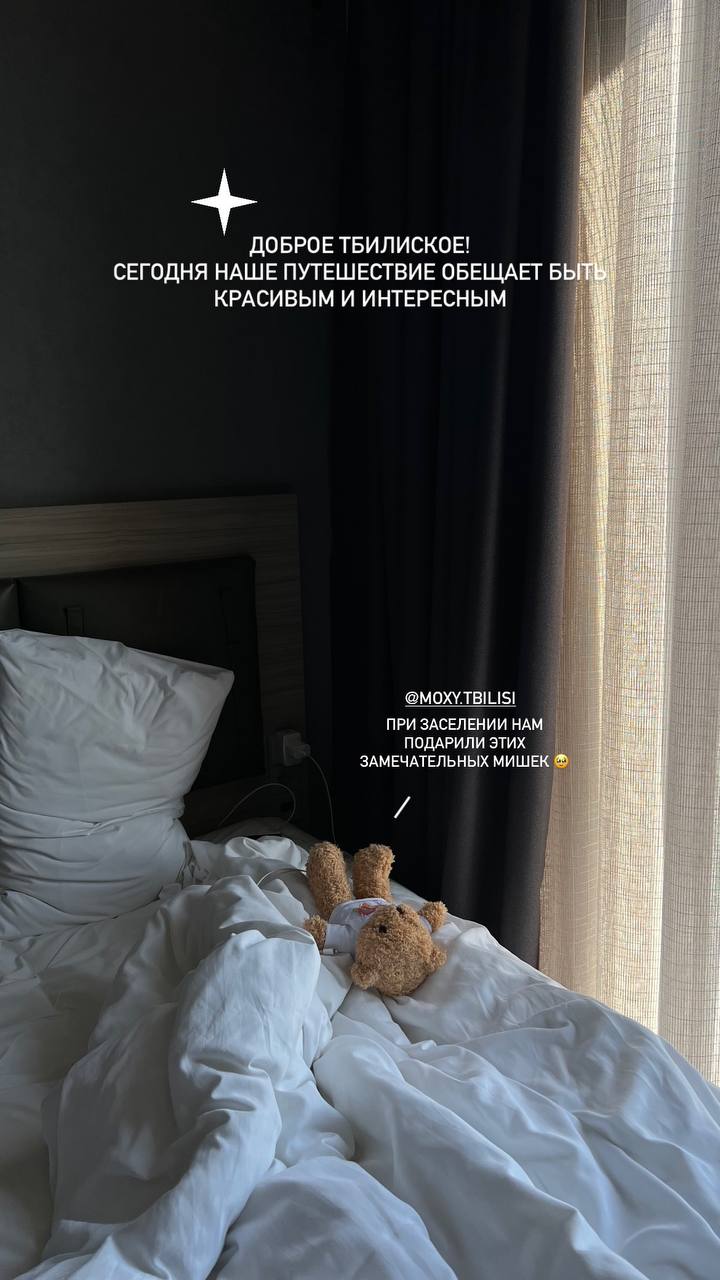 ДОБРОЕ ТБИЛИСКОЕ!
СЕГОДНЯ НАШЕ ПУТЕШЕСТВИЕ ОБЕЩАЕТ БЫТЬ
КРАСИВЫМ И ИНТЕРЕСНЫМ
@MOXY.TBILISI
ПРИ ЗАСЕЛЕНИИ НАМ
ПОДАРИЛИ ЭТИХ
ЗАМЕЧАТЕЛЬНЫХ МИШЕК 🥹